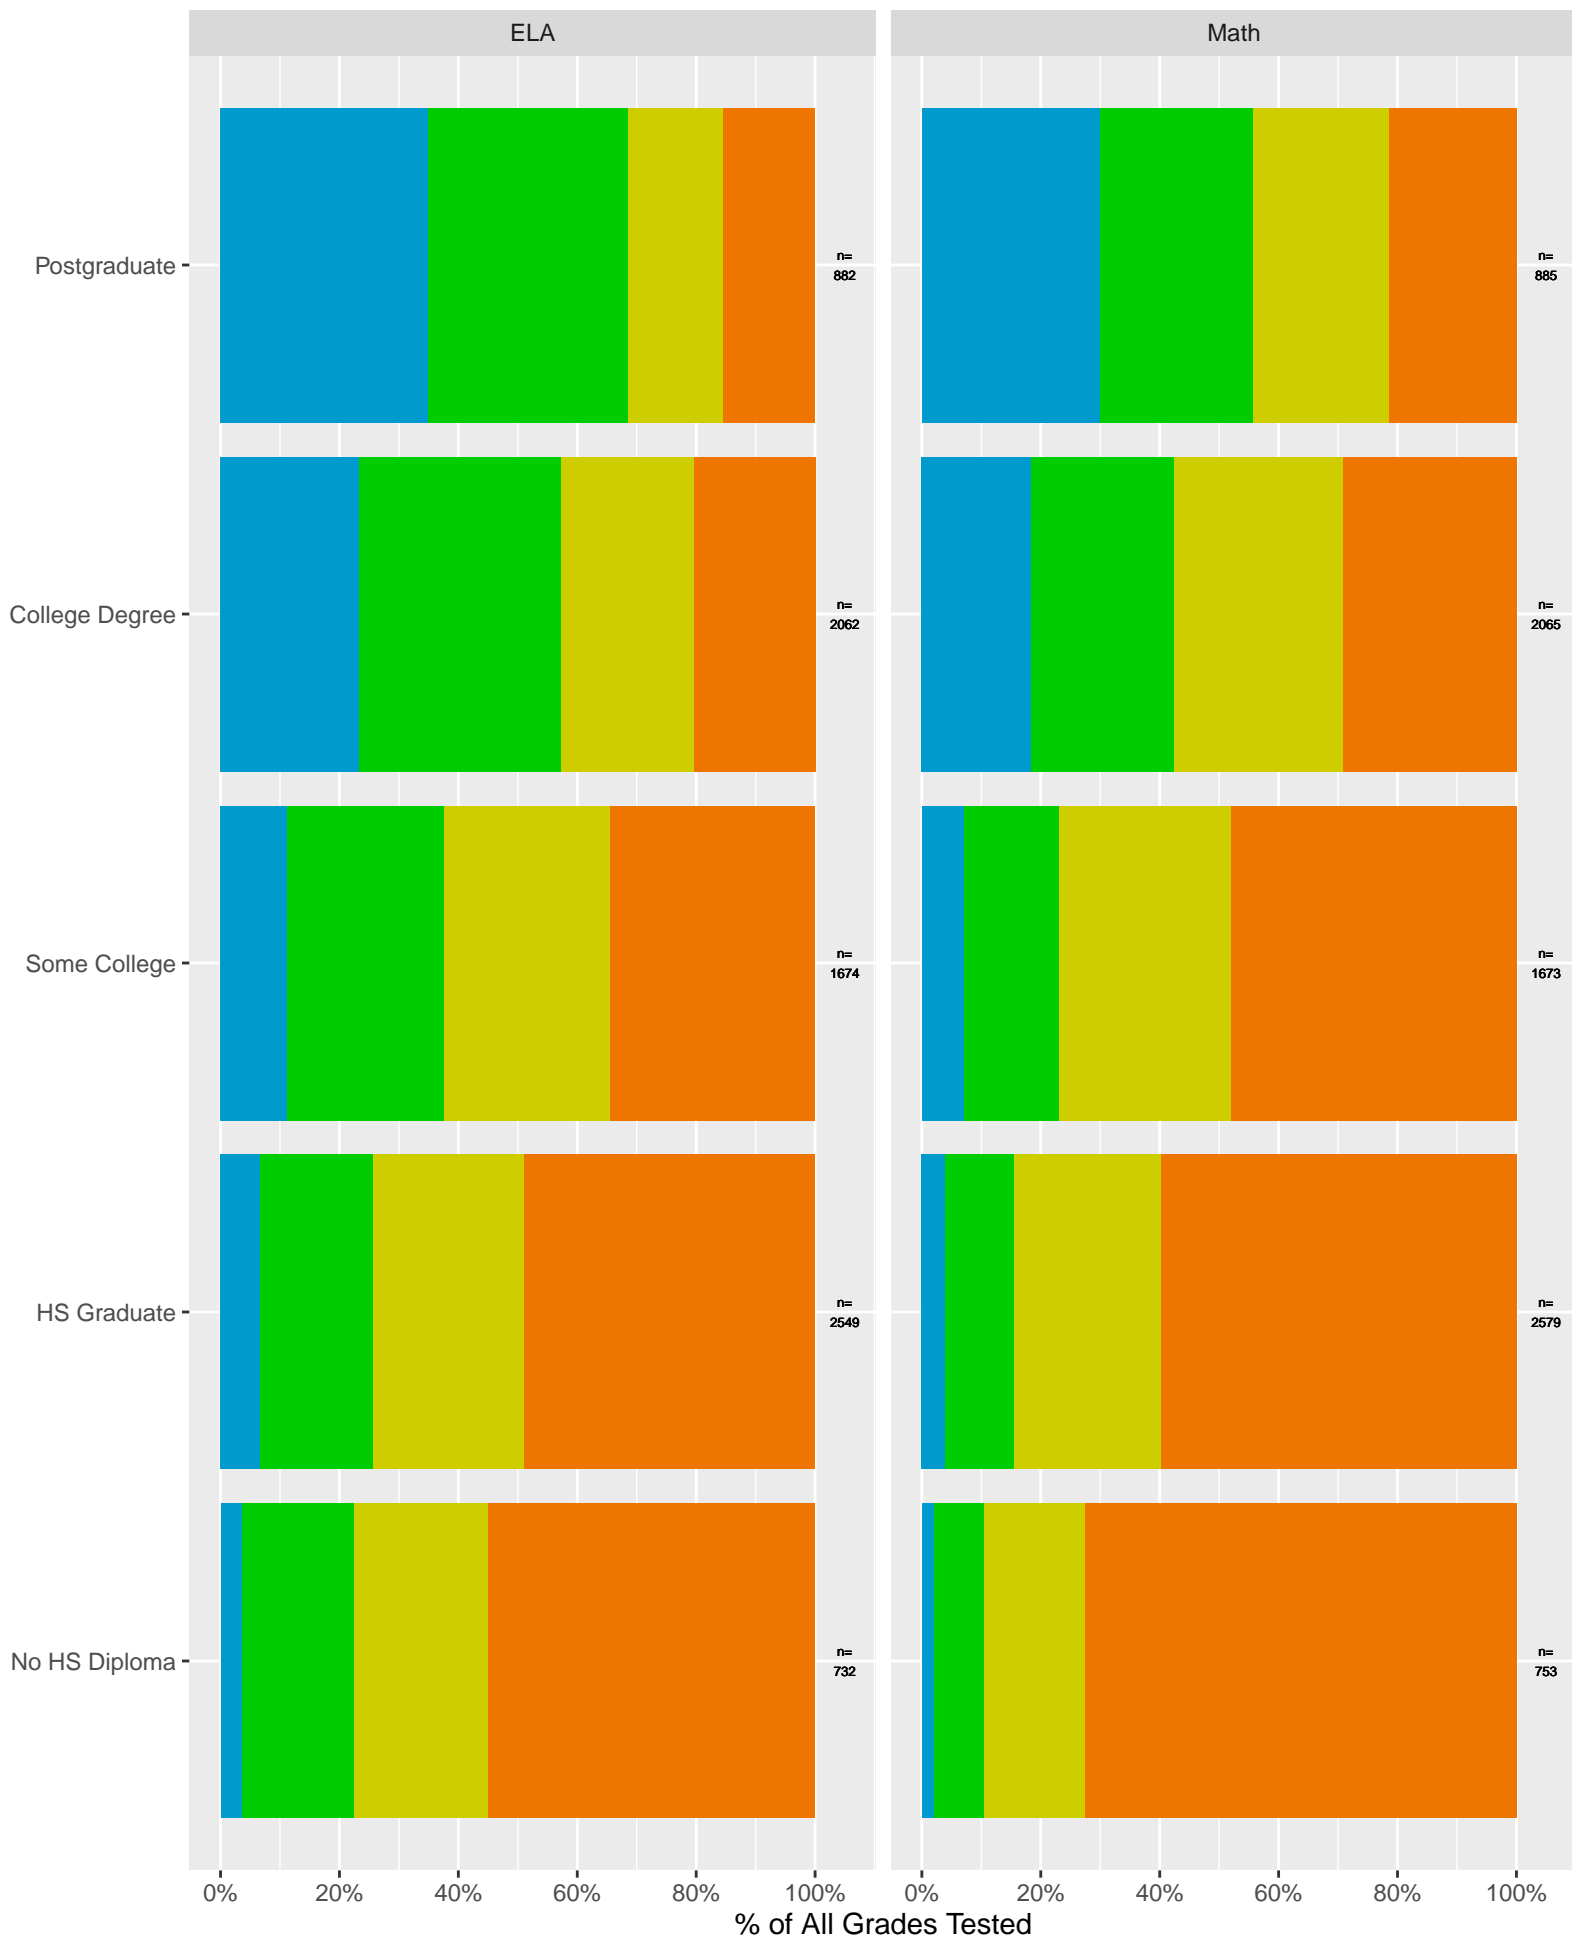 ELA
Math
Postgraduate
n=
882
n=
885
College Degree
n=
2062
n=
2065
Some College
n=
1674
n=
1673
HS Graduate
n=
2549
n=
2579
No HS Diploma
n=
732
n=
753
0% 20% 40% 60% 80% 100%
0% 20% 40% 60% 80% 100%
% of All Grades Tested